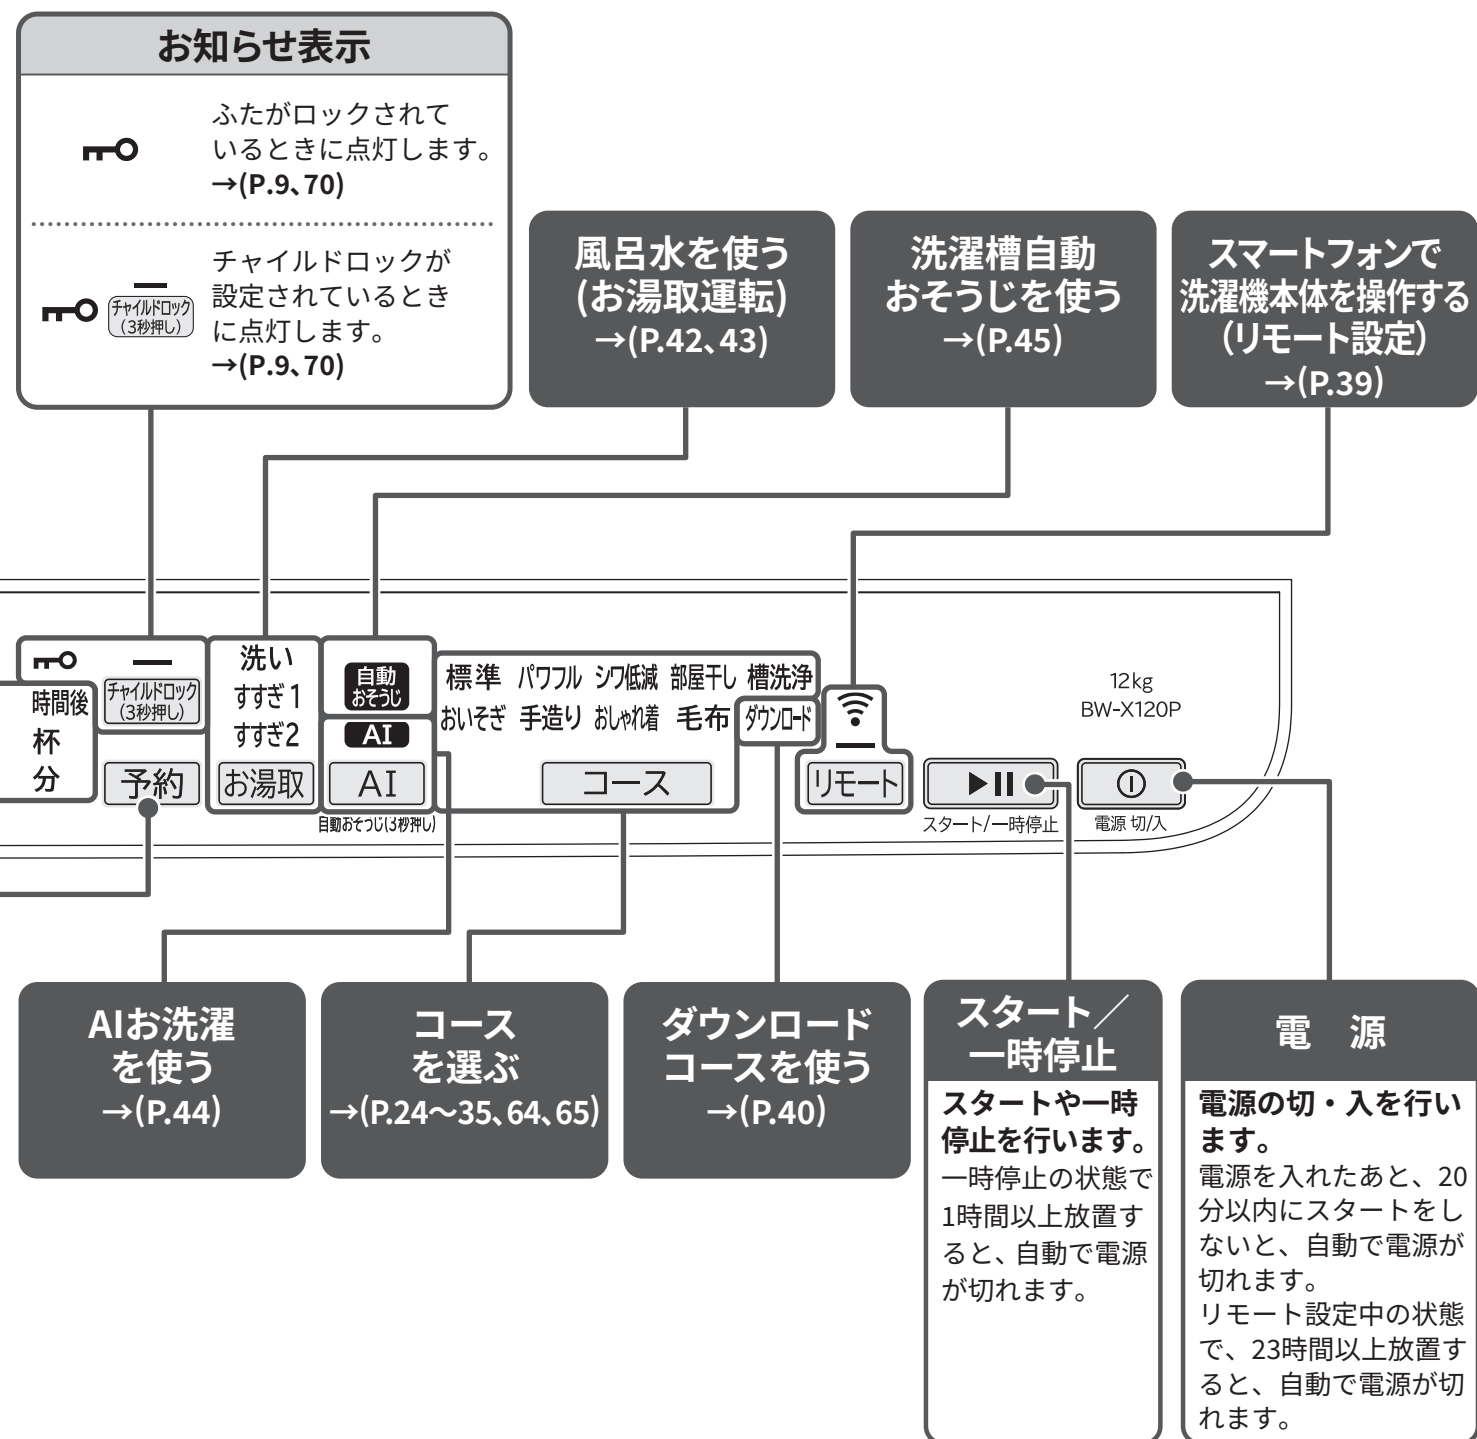 お知らせ表示
ふたがロックされて
いるときに点灯します。
→(P.9、70)
チャイルドロック
(3秒押し)
チャイルドロックが
設定されているとき
に点灯します。
→(P.9、70)
風呂水を使う
(お湯取運転)
→(P.42、43)
洗濯槽自動
おそうじを使う
→(P.45)
スマートフォンで
洗濯機本体を操作する
(リモート設定)
→(P.39)
時間後
杯
分
チャイルドロック
(3秒押し)
予約
洗い
すすぎ1
すすぎ2
お湯取
自動
おそうじ
AI
AI
自動おそうじ(3秒押し)
標準 パワフル シワ低減 部屋干し 槽洗浄
おいそぎ 手造り おしゃれ着 毛布 ダウンロード
コース
リモート
スタート/一時停止
12kg
BW-X120P
電源 切/入
AIお洗濯
を使う
→(P.44)
コース
を選ぶ
→(P.24～35、64、65)
ダウンロード
コースを使う
→(P.40)
スタート／
一時停止
スタートや一時
停止を行います。
一時停止の状態で
1時間以上放置す
ると、自動で電源
が切れます。
電 源
電源の切・入を行い
ます。
電源を入れたあと、20
分以内にスタートをし
ないと、自動で電源が
切れます。
リモート設定中の状態
で、23時間以上放置す
ると、自動で電源が切
れます。